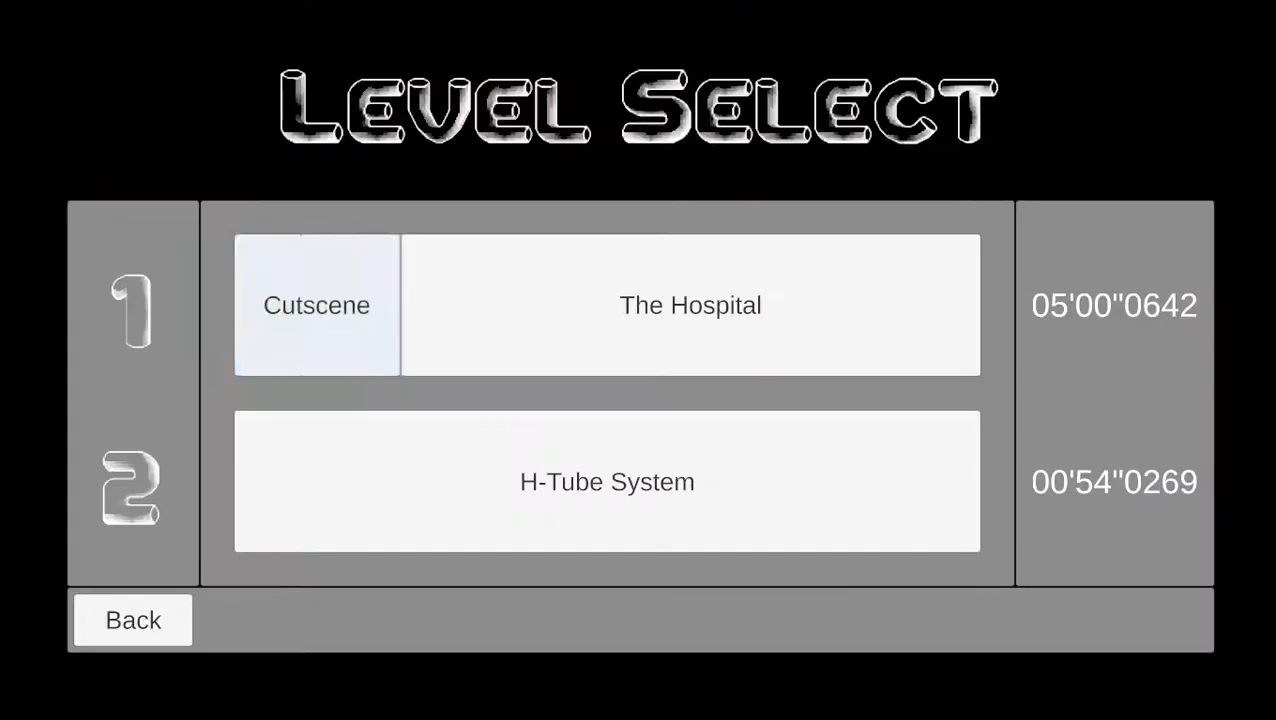 Level Select
1 Cutscene The Hospital 05'00"0642
2 H-Tube System 00'54"0269
Back